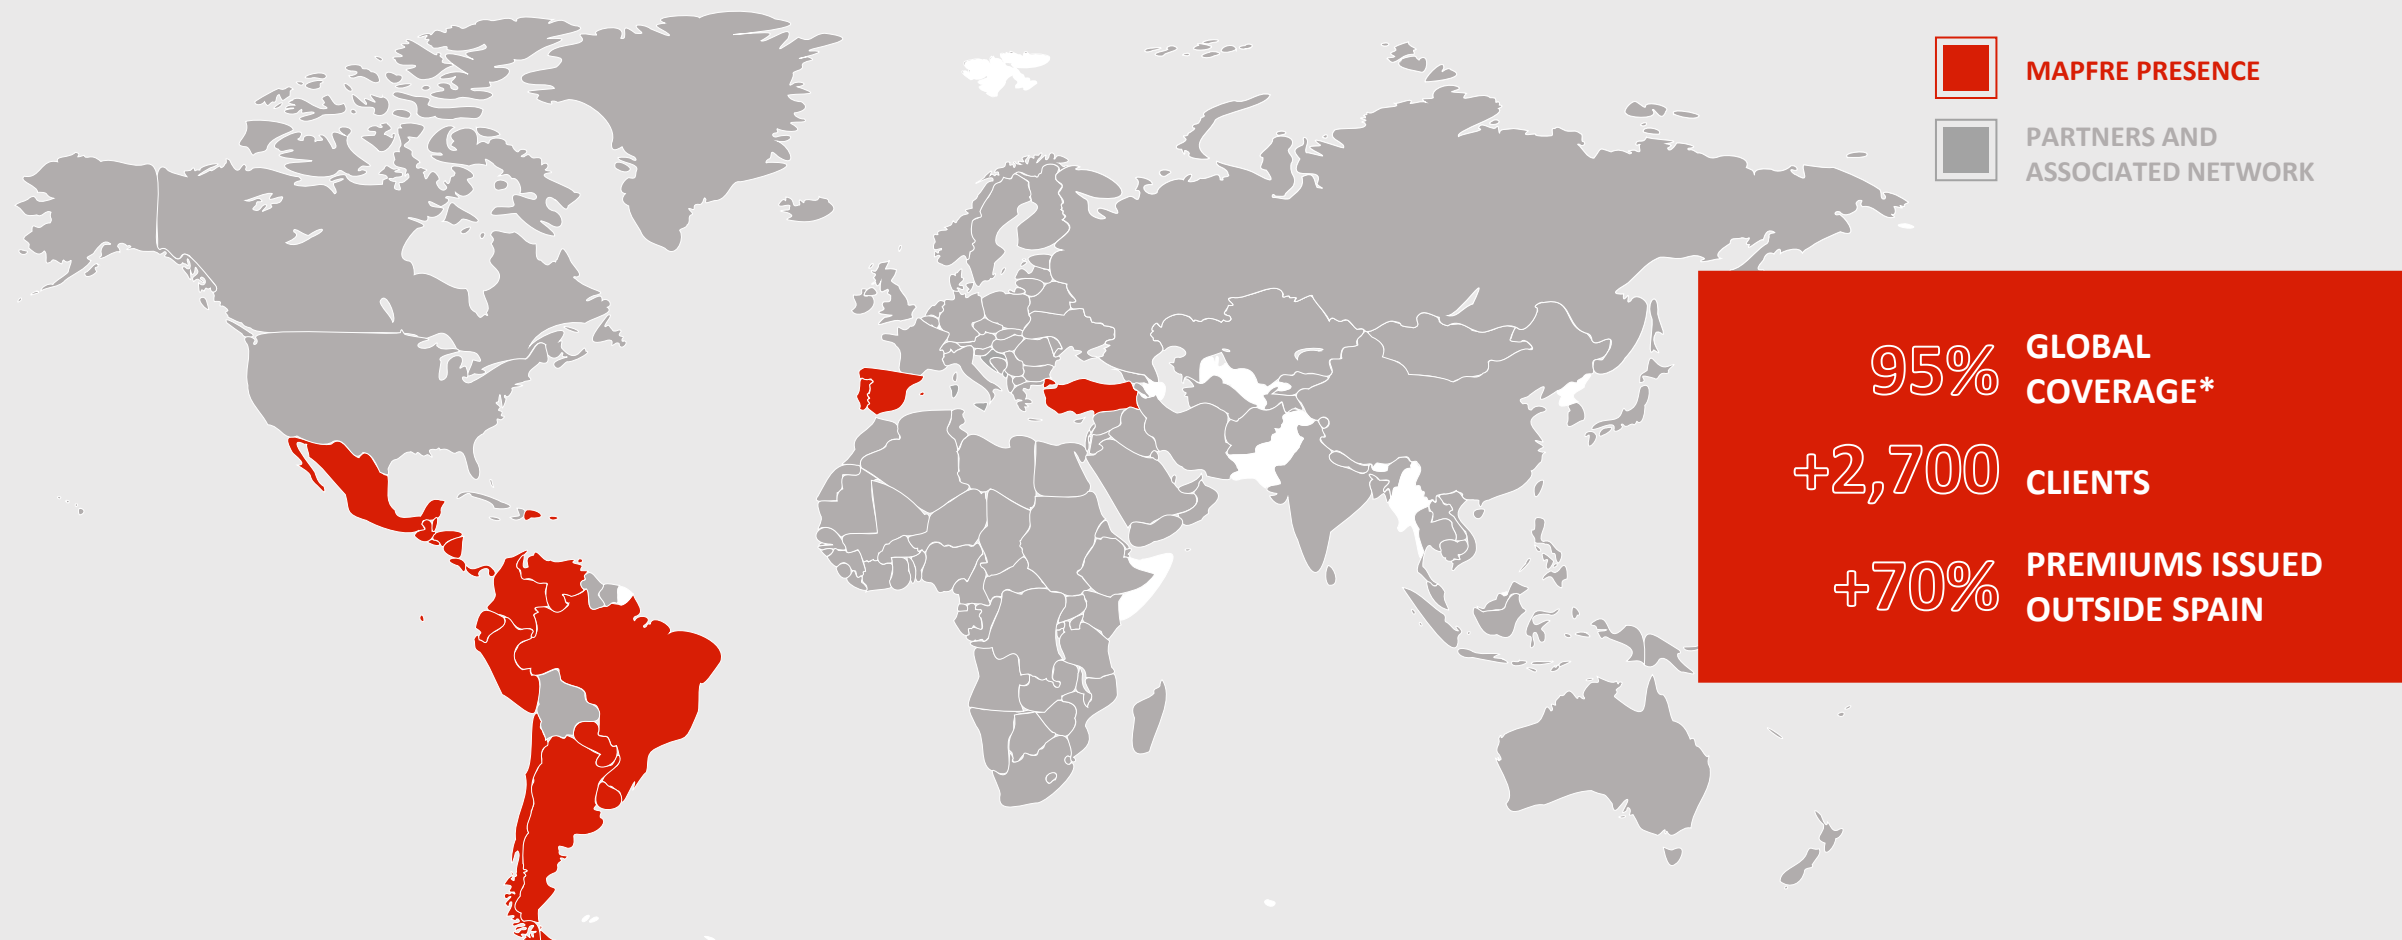 MAPFRE PRESENCE
PARTNERS AND
ASSOCIATED NETWORK
95%
GLOBAL
COVERAGE*
+2,700
CLIENTS
+70%
PREMIUMS ISSUED
OUTSIDE SPAIN